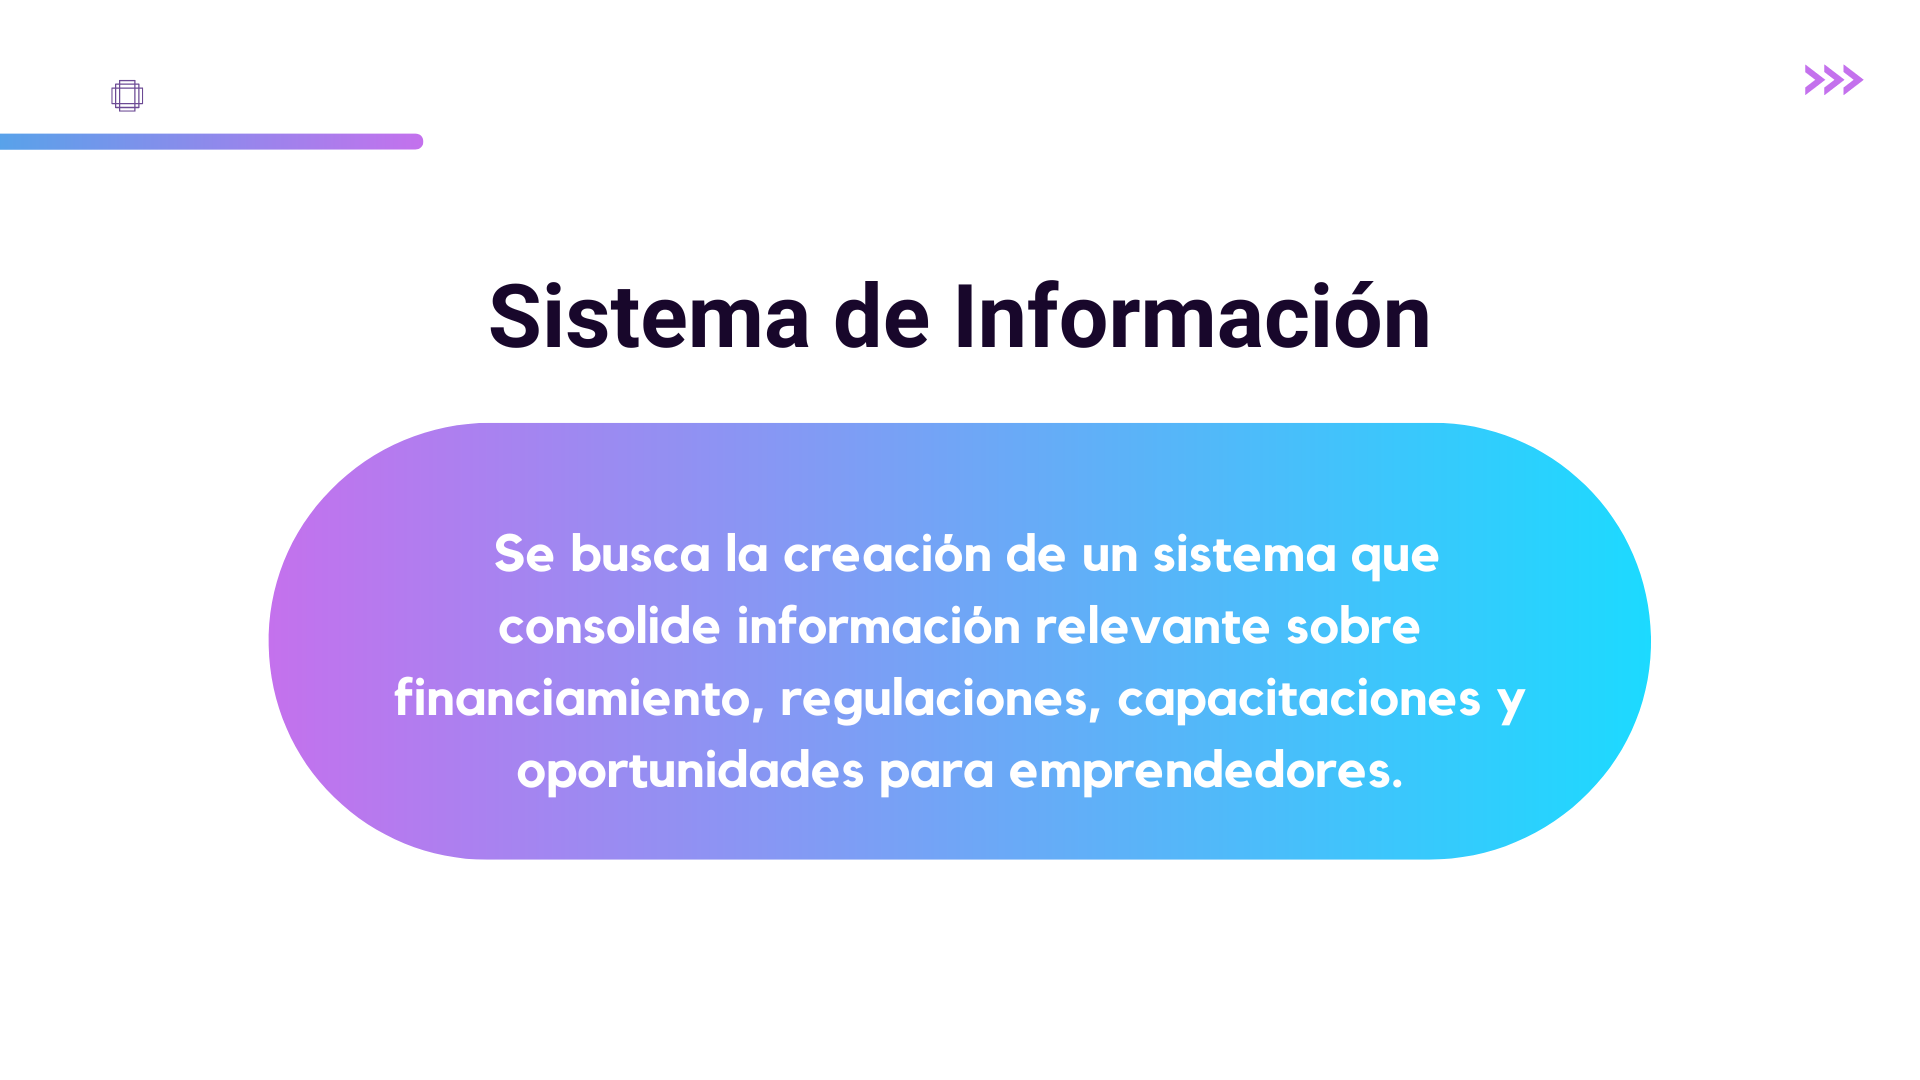 Sistema de Información
Se busca la creación de un sistema que
consolide información relevante sobre
financiamiento, regulaciones, capacitaciones y
oportunidades para emprendedores.